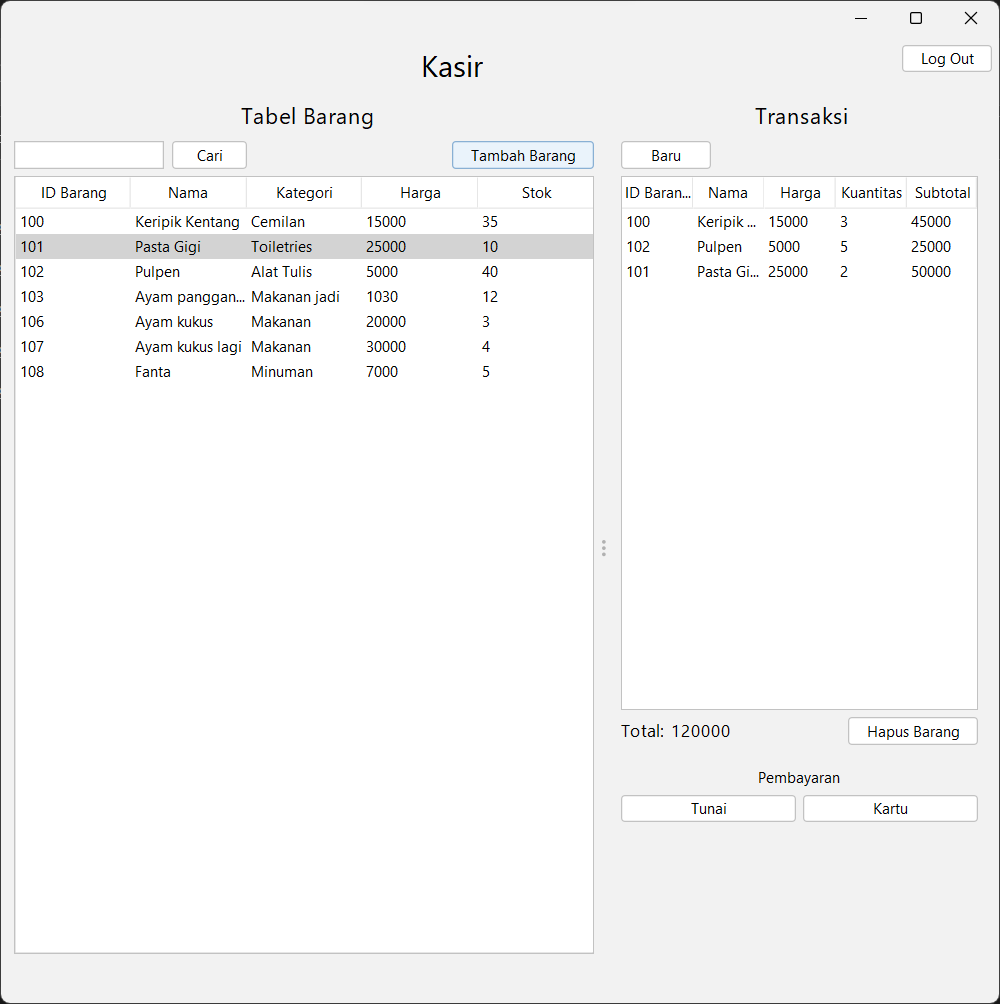 Log Out
Kasir
Tabel Barang
Cari
Tambah Barang
ID Barang Nama Kategori Harga Stok
100 Keripik Kentang Cemilan 15000 35
101 Pasta Gigi Toiletries 25000 10
102 Pulpen Alat Tulis 5000 40
103 Ayam panggan... Makanan jadi 1030 12
106 Ayam kukus Makanan 20000 3
107 Ayam kukus lagi Makanan 30000 4
108 Fanta Minuman 7000 5
Transaksi
Baru
ID Baran... Nama Harga Kuantitas Subtotal
100 Keripik ... 15000 3 45000
102 Pulpen 5000 5 25000
101 Pasta Gi... 25000 2 50000
Total: 120000
Hapus Barang
Pembayaran
Tunai
Kartu